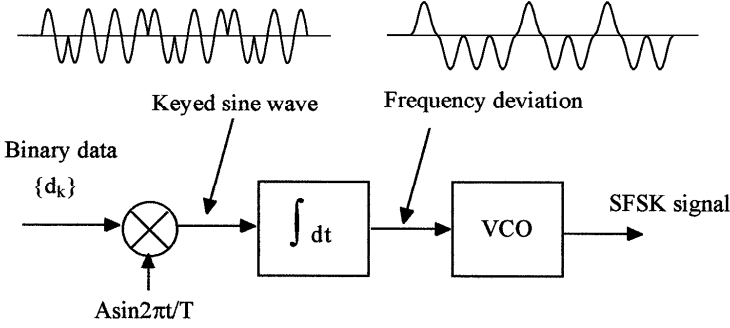 Keyed sine wave
Frequency deviation
Binary data
{dₖ}
∫ dt
VCO
SFSK signal
Asin2πt/T